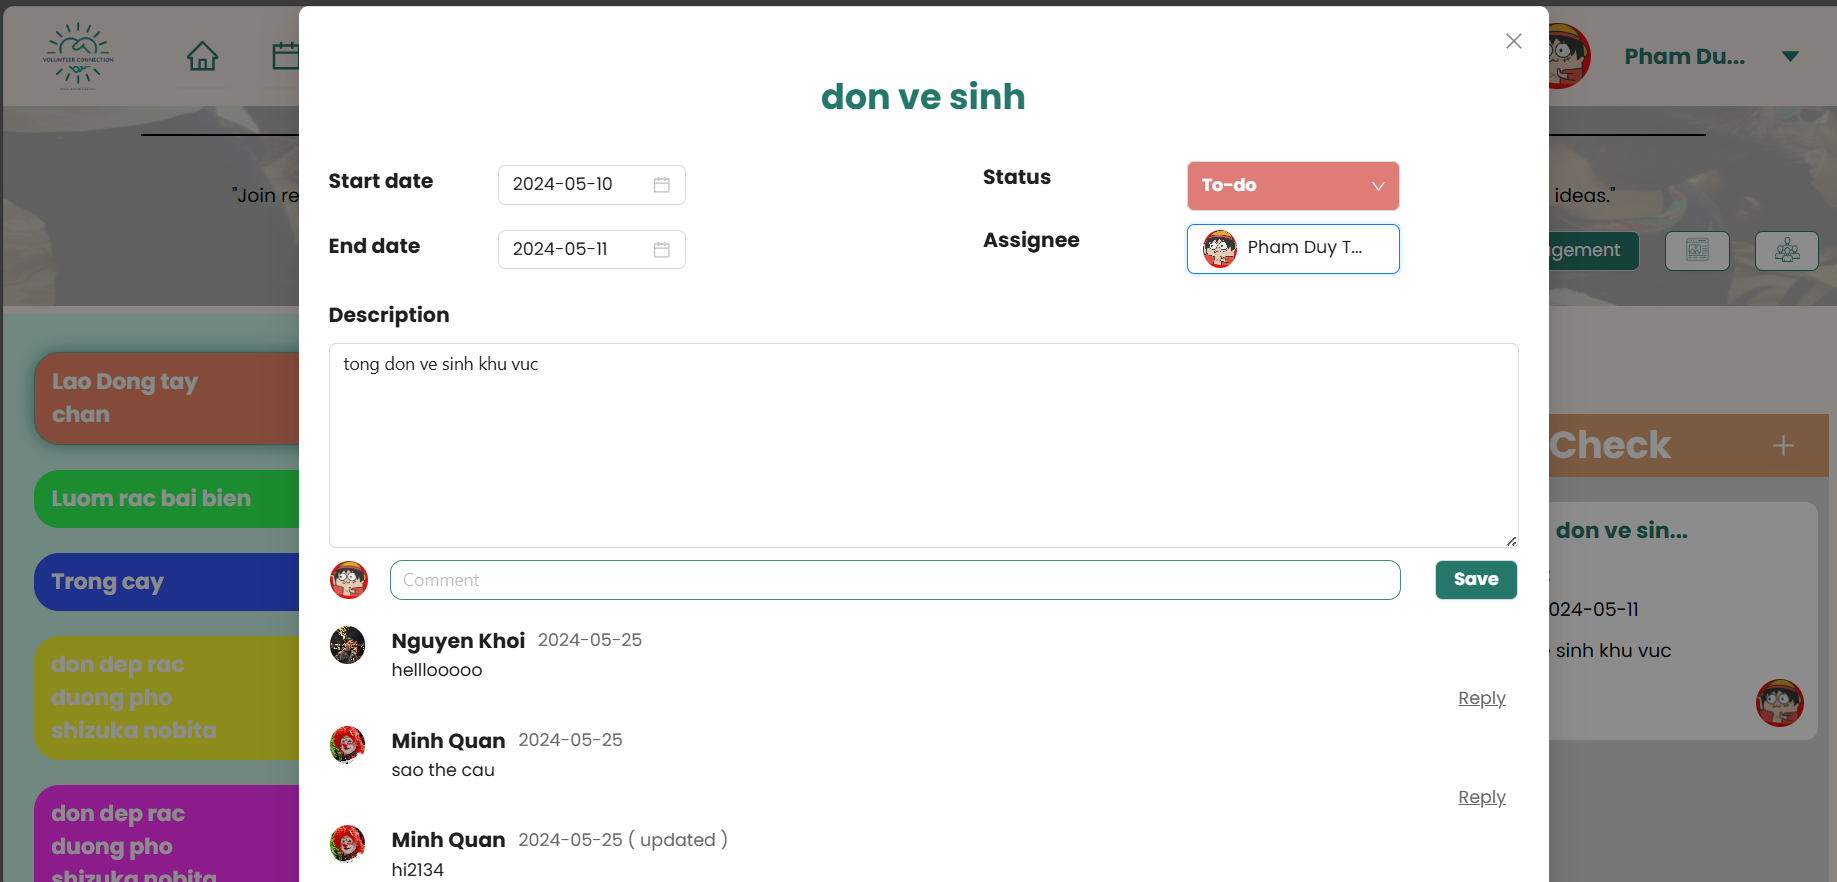 VOLUNTEER CONNECTION
Pham Du...
"Join re
ideas."
gement
Lao Dong tay
chan
Luom rac bai bien
Trong cay
don dep rac
duong pho
shizuka nobita
don dep rac
duong pho
shizuka nobita
don ve sinh
Start date
2024-05-10
Status
To-do
End date
2024-05-11
Assignee
Pham Duy T...
Description
tong don ve sinh khu vuc
Comment
Save
Nguyen Khoi 2024-05-25
helllooooo
Reply
Minh Quan 2024-05-25
sao the cau
Reply
Minh Quan 2024-05-25 ( updated )
hi2134
Check
don ve sin...
024-05-11
sinh khu vuc